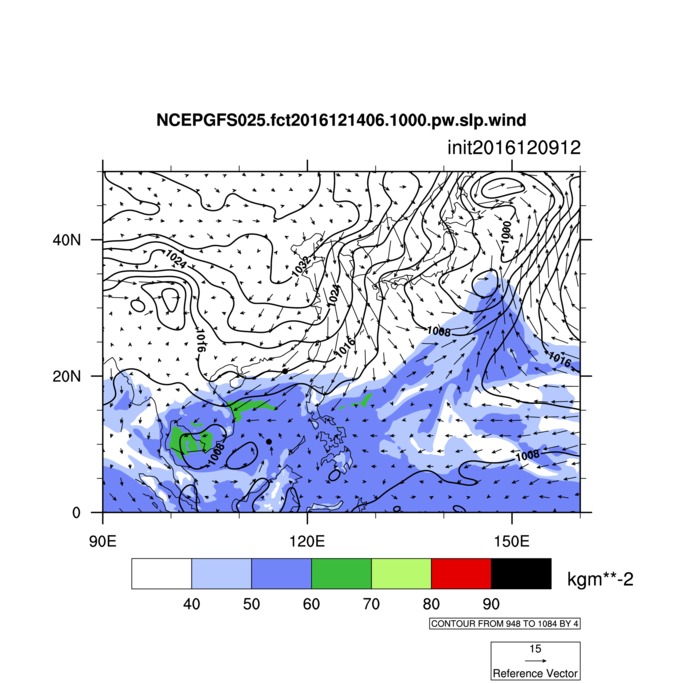 NCEPGFS025.fct2016121406.1000.pw.slp.wind
init2016120912
1000
40N
1024
1032
1024
1008
1016
1016
1016
20N
1008
1008
0
90E
120E
150E
kgm**-2
40 50 60 70 80 90
CONTOUR FROM 948 TO 1084 BY 4
15
Reference Vector